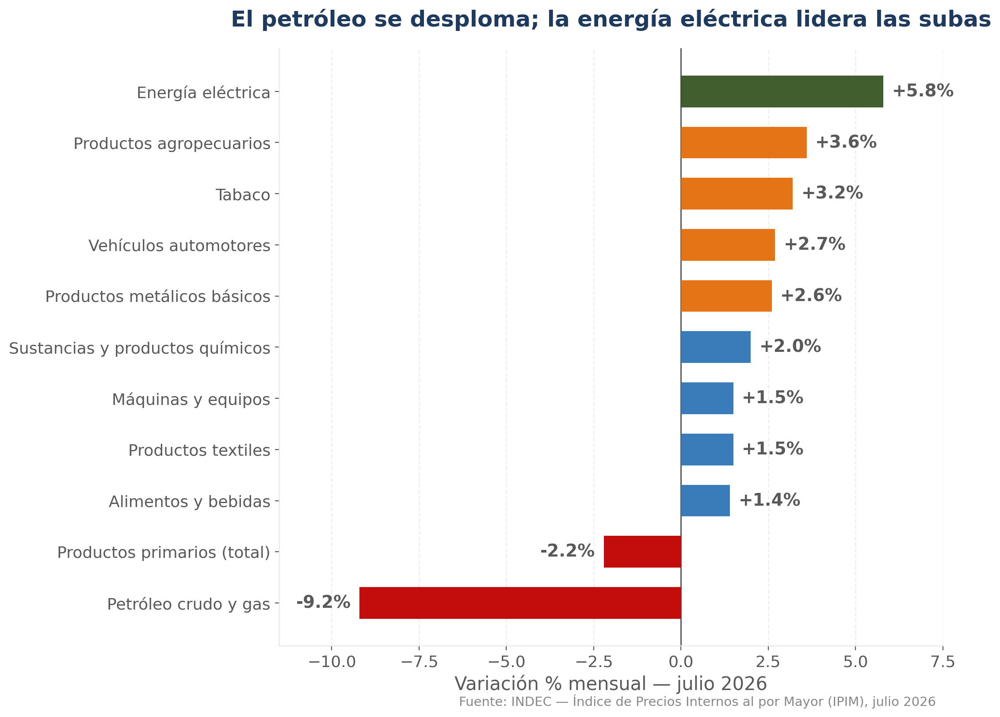 El petróleo se desploma; la energía eléctrica lidera las subas
Energía eléctrica
+5.8%
Productos agropecuarios
+3.6%
Tabaco
+3.2%
Vehículos automotores
+2.7%
Productos metálicos básicos
+2.6%
Sustancias y productos químicos
+2.0%
Máquinas y equipos
+1.5%
Productos textiles
+1.5%
Alimentos y bebidas
+1.4%
Productos primarios (total)
-2.2%
Petróleo crudo y gas
-9.2%
−10.0 −7.5 −5.0 −2.5 0.0 2.5 5.0 7.5
Variación % mensual — julio 2026
Fuente: INDEC — Índice de Precios Internos al por Mayor (IPIM), julio 2026